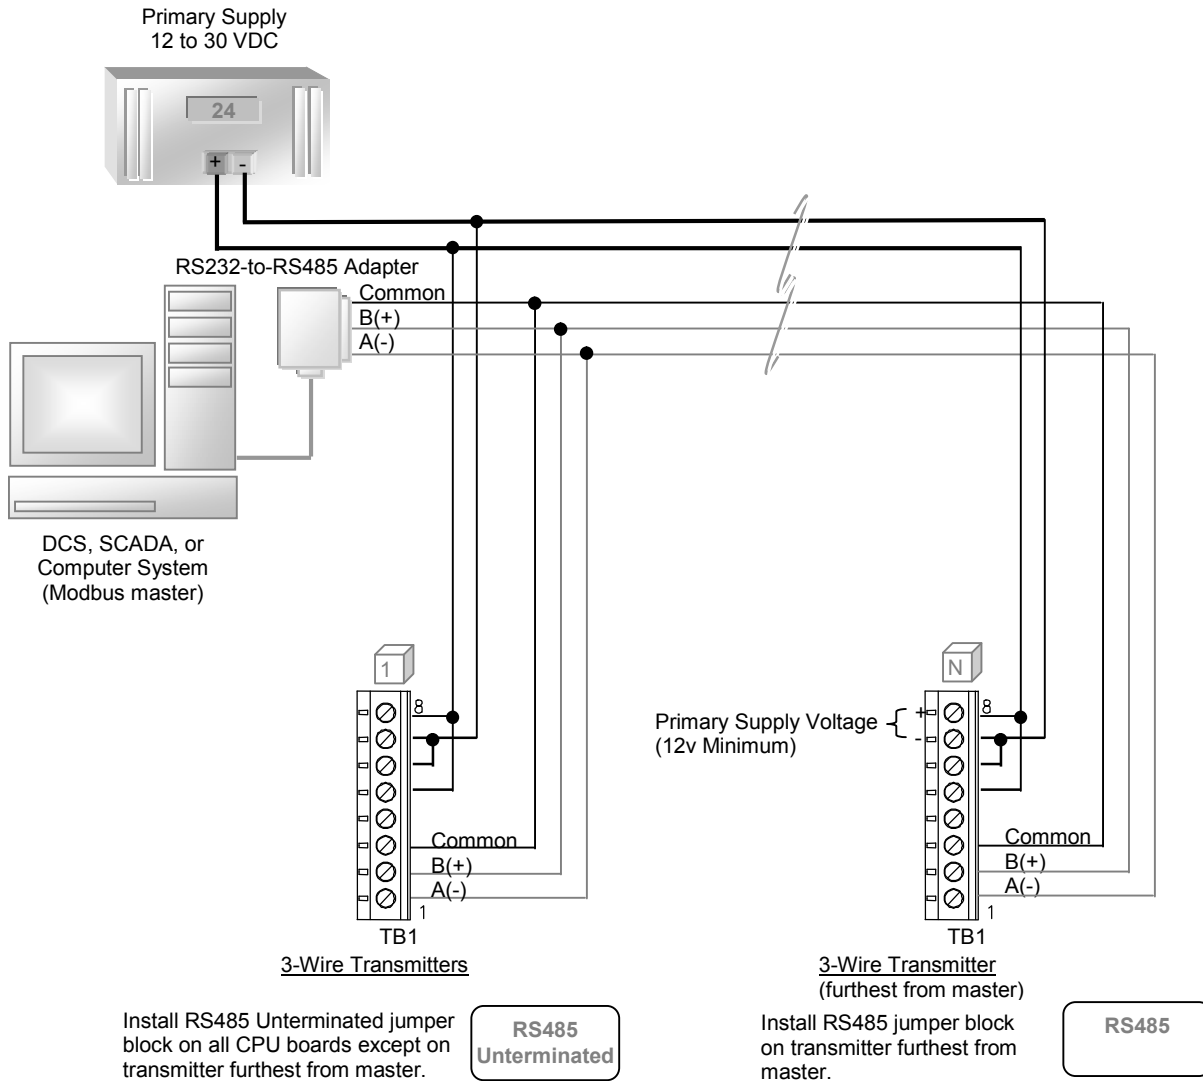 Primary Supply
12 to 30 VDC
24
+ -
RS232-to-RS485 Adapter
Common
B(+)
A(-)
DCS, SCADA, or
Computer System
(Modbus master)
1
8
Common
B(+)
A(-)
1
TB1
3-Wire Transmitters
N
Primary Supply Voltage
(12v Minimum)
+
-
8
Common
B(+)
A(-)
1
TB1
3-Wire Transmitter
(furthest from master)
Install RS485 Unterminated jumper
block on all CPU boards except on
transmitter furthest from master.
RS485
Unterminated
Install RS485 jumper block
on transmitter furthest from
master.
RS485